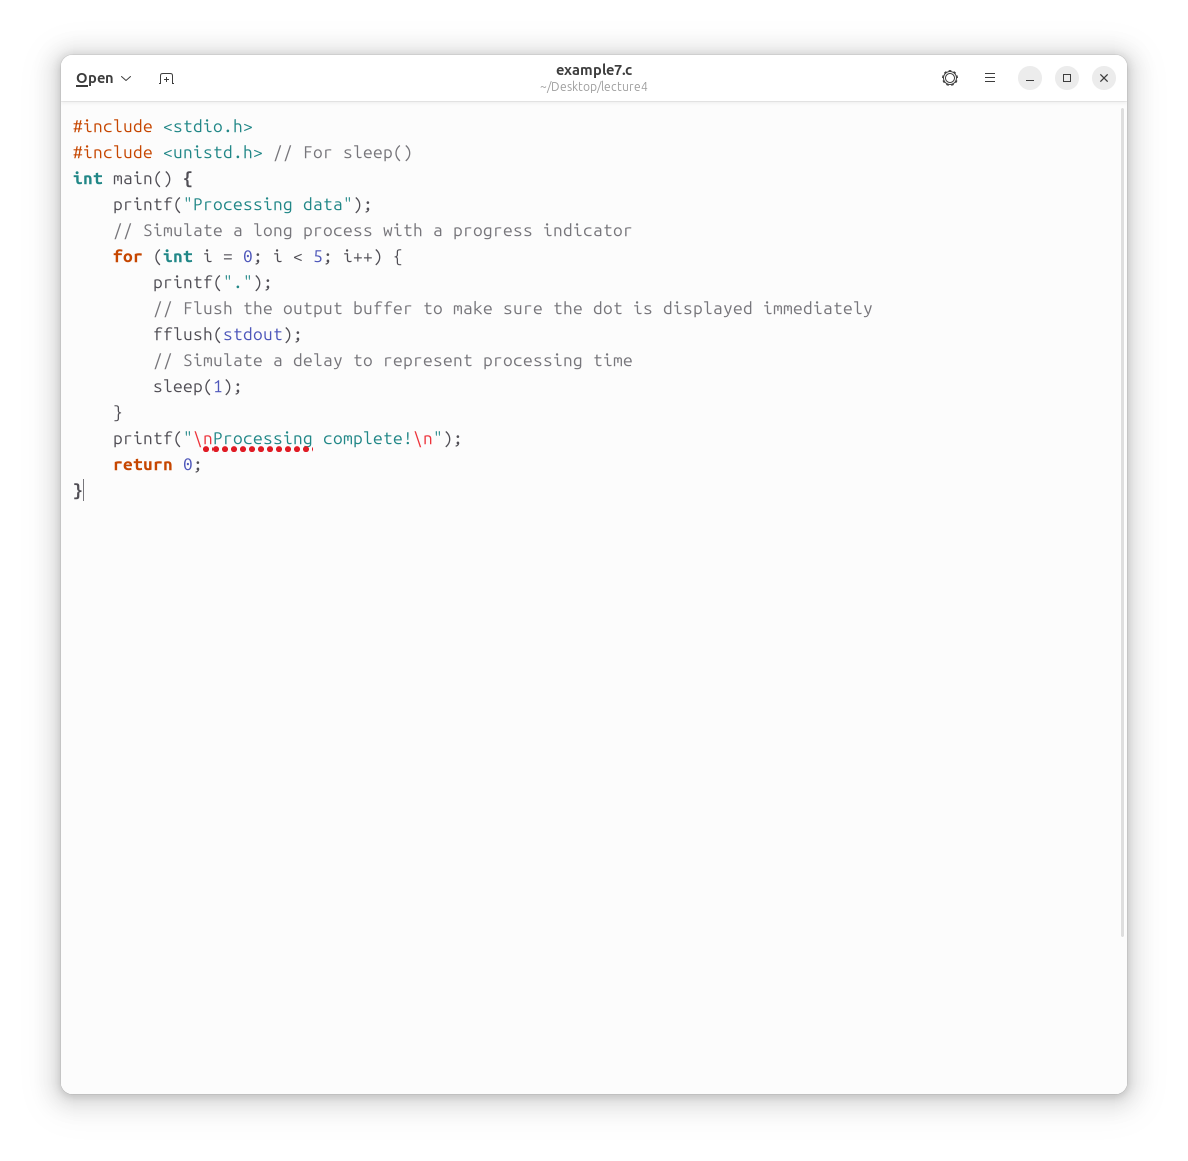 Open
example7.c
~/Desktop/lecture4
#include <stdio.h>
#include <unistd.h> // For sleep()
int main() {
    printf("Processing data");
    // Simulate a long process with a progress indicator
    for (int i = 0; i < 5; i++) {
        printf(".");
        // Flush the output buffer to make sure the dot is displayed immediately
        fflush(stdout);
        // Simulate a delay to represent processing time
        sleep(1);
    }
    printf("\nProcessing complete!\n");
    return 0;
}